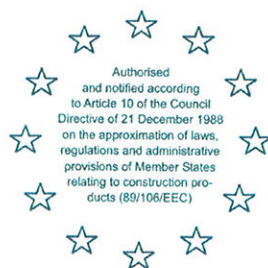 Authorised
and notified according
to Article 10 of the Council
Directive of 21 December 1988
on the approximation of laws,
regulations and administrative
provisions of Member States
relating to construction pro-
ducts (89/106/EEC)